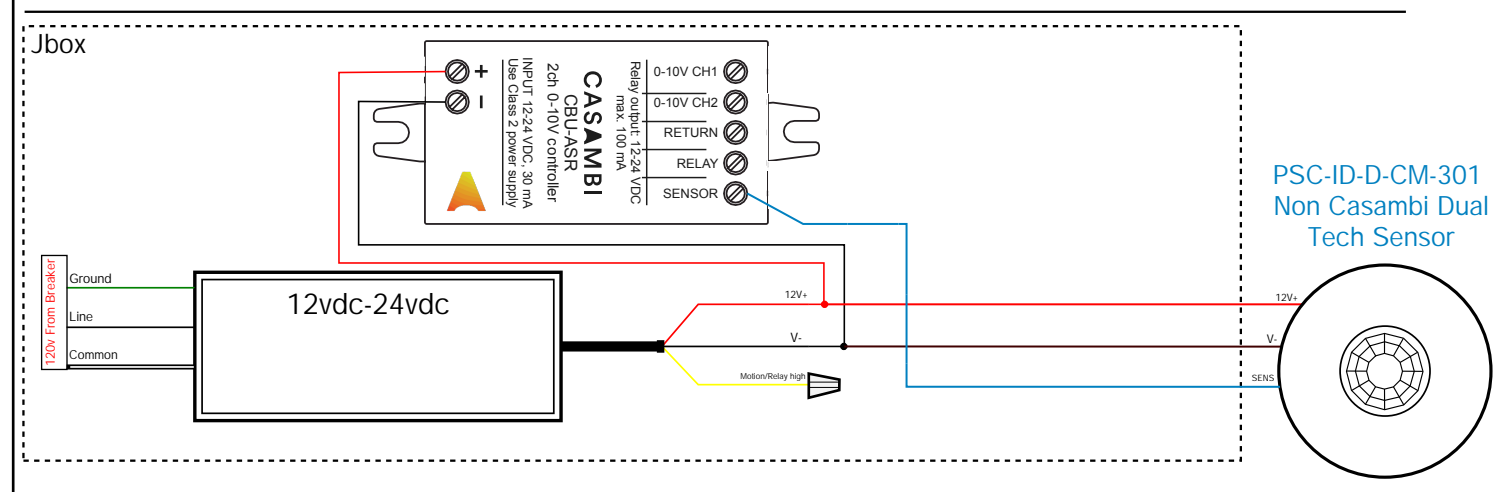 Jbox
+
-
INPUT 12-24 VDC, 30 mA
Use Class 2 power supply
CASAMBI
CBU-ASR
2ch 0-10V controller
Relay output: 12-24 VDC
max. 100 mA
0-10V CH1
0-10V CH2
RETURN
RELAY
SENSOR
PSC-ID-D-CM-301
Non Casambi Dual
Tech Sensor
120v From Breaker
Ground
Line
Common
12vdc-24vdc
12V+
V-
Motion/Relay high
12V+
V-
SENS